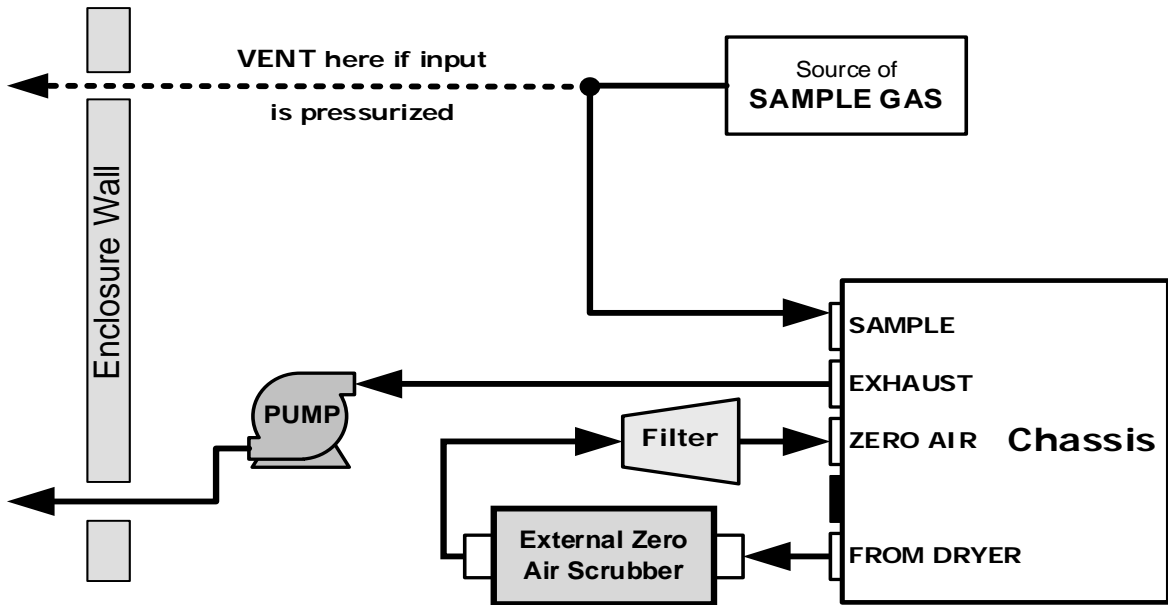 VENT here if input
is pressurized
Source of
SAMPLE GAS
Enclosure Wall
SAMPLE
EXHAUST
PUMP
Filter
ZERO AIR
Chassis
External Zero
Air Scrubber
FROM DRYER